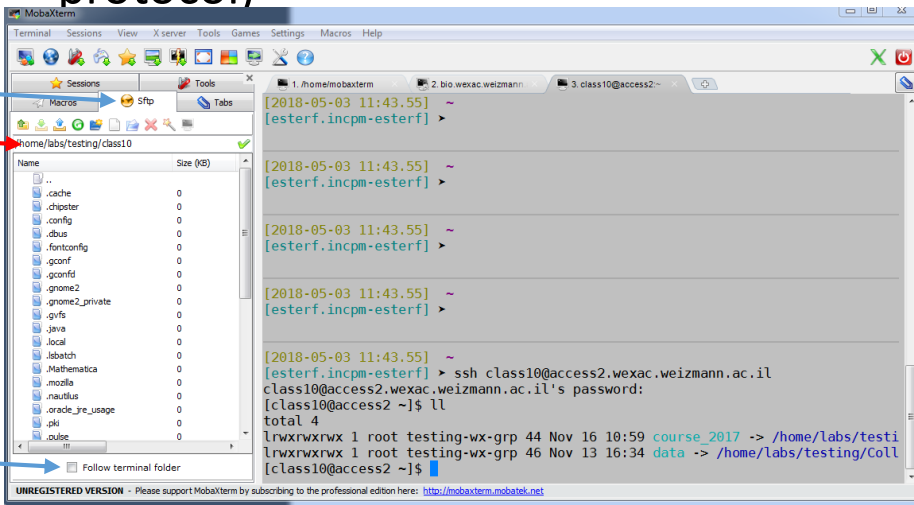 protocol)
MobaXterm
Terminal Sessions View X server Tools Games Settings Macros Help
Sessions Tools
Macros Sftp Tabs
/home/labs/testing/class10
Name Size (KB)
..
.cache 0
.chipster 0
.config 0
.dbus 0
.fontconfig 0
.gconf 0
.gconfd 0
.gnome2 0
.gnome2_private 0
.gvfs 0
.java 0
.local 0
.lsbatch 0
.Mathematica 0
.mozilla 0
.nautilus 0
.oracle_jre_usage 0
.pki 0
.pulse 0
Follow terminal folder
1. /home/mobaxterm 2. bio.wexac.weizmann 3. class10@access2:~
[2018-05-03 11:43.55] ~
[esterf.incpm-esterf] ➤
[2018-05-03 11:43.55] ~
[esterf.incpm-esterf] ➤
[2018-05-03 11:43.55] ~
[esterf.incpm-esterf] ➤
[2018-05-03 11:43.55] ~
[esterf.incpm-esterf] ➤
[2018-05-03 11:43.55] ~
[esterf.incpm-esterf] ➤ ssh class10@access2.wexac.weizmann.ac.il
class10@access2.wexac.weizmann.ac.il's password:
[class10@access2 ~]$ ll
total 4
lrwxrwxrwx 1 root testing-wx-grp 44 Nov 16 10:59 course_2017 -> /home/labs/testi
lrwxrwxrwx 1 root testing-wx-grp 46 Nov 13 16:34 data -> /home/labs/testing/Coll
[class10@access2 ~]$
UNREGISTERED VERSION - Please support MobaXterm by subscribing to the professional edition here: http://mobaxterm.mobatek.net